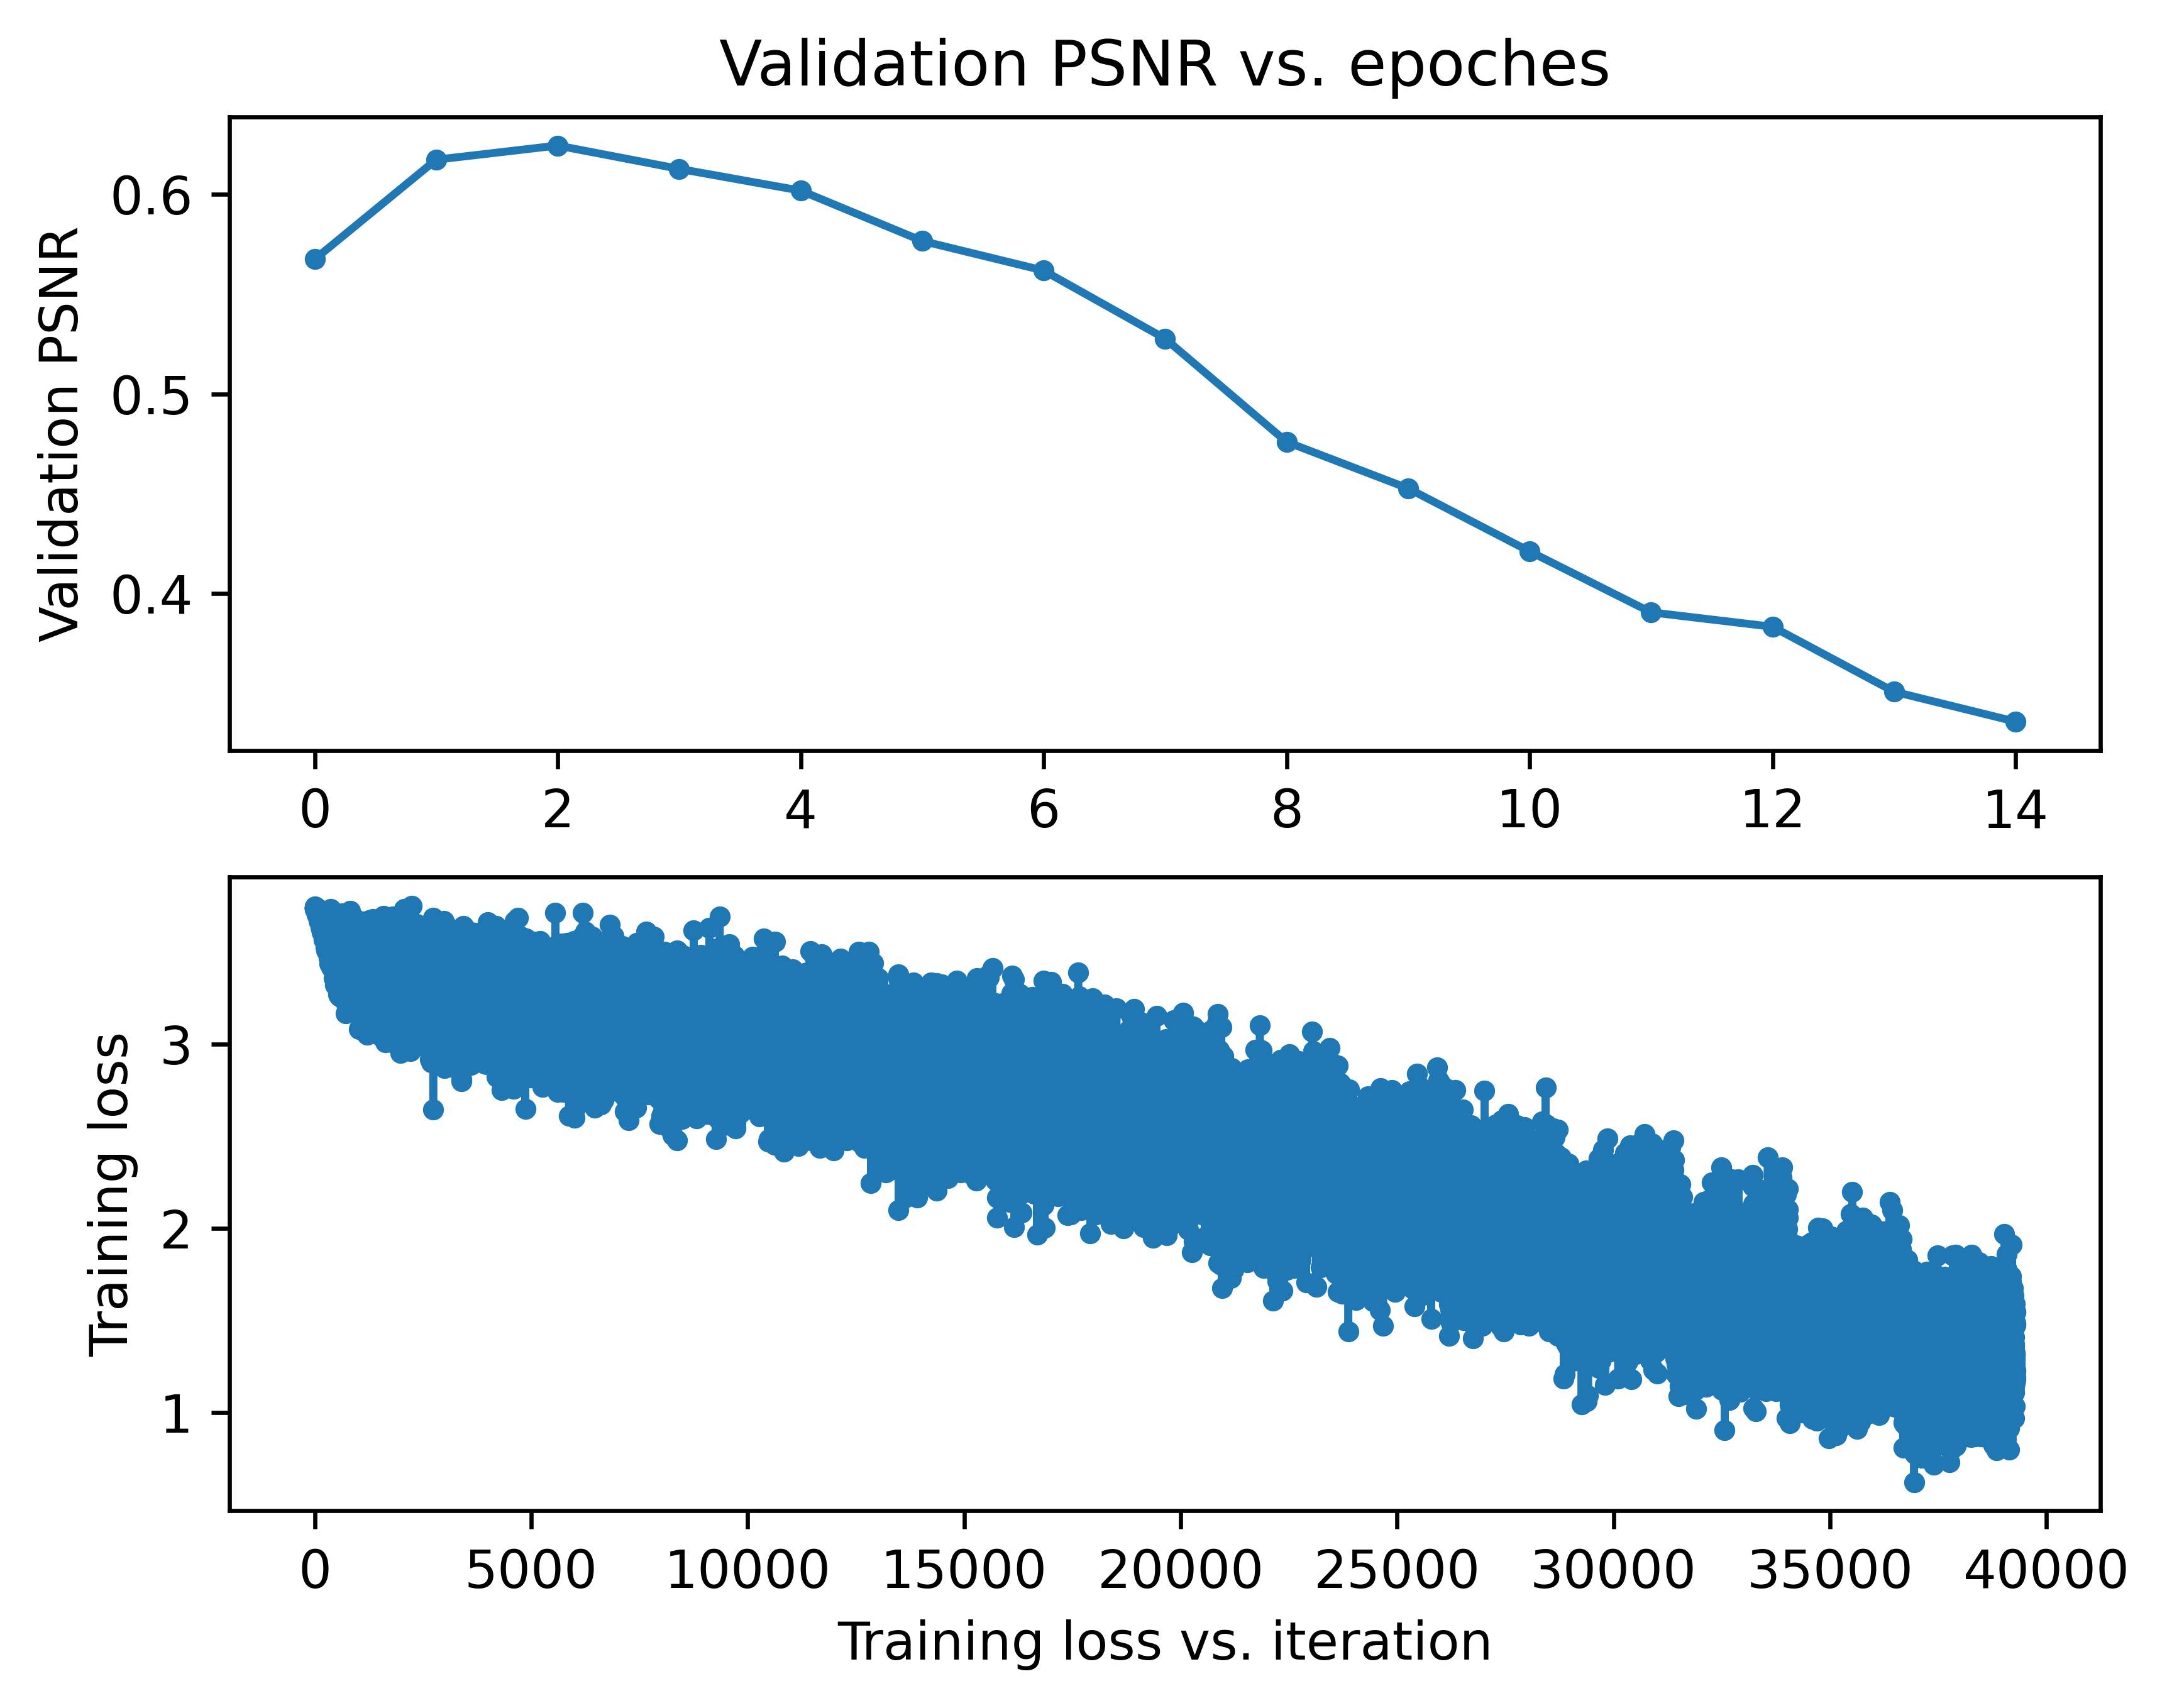 Validation PSNR vs. epoches
Validation PSNR
0.6
0.5
0.4
0 2 4 6 8 10 12 14
Training loss
3
2
1
0 5000 10000 15000 20000 25000 30000 35000 40000
Training loss vs. iteration